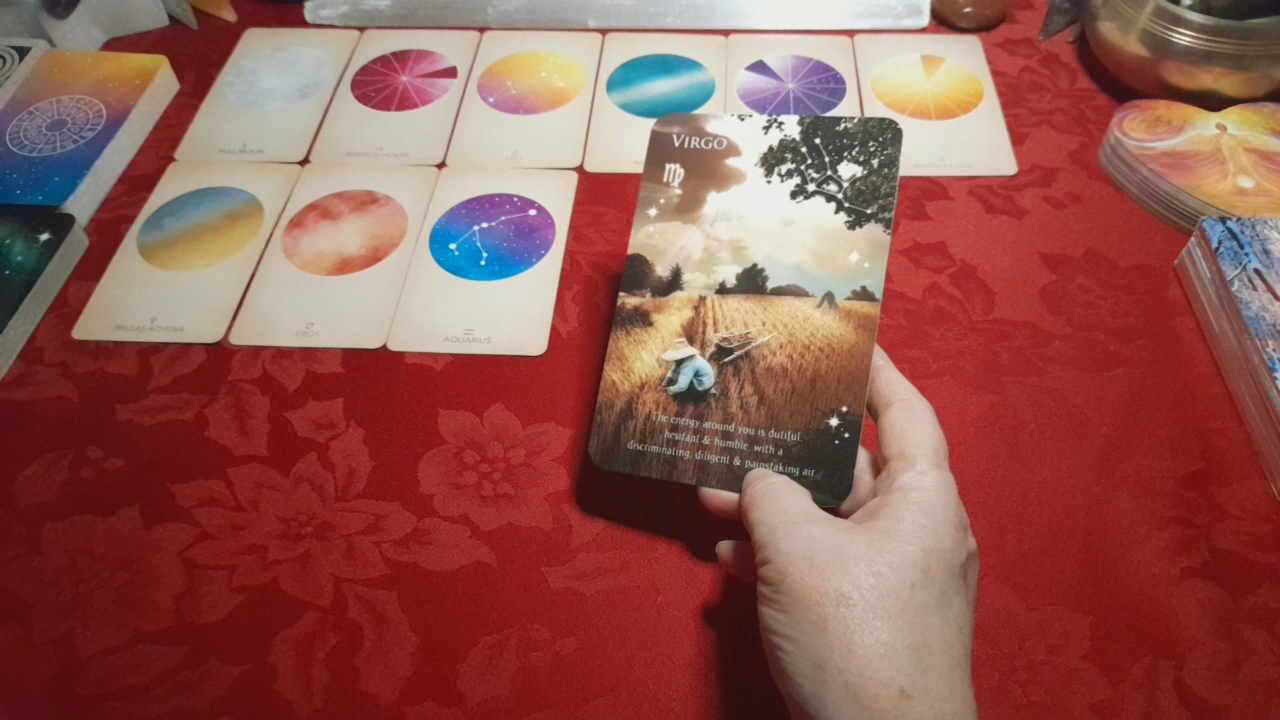 FULL MOON
SEVENTH HOUSE
VIRGO
PALLAS ATHENA
EROS
AQUARIUS
The energy around you is dutiful,
hesitant & humble, with a
discriminating, diligent & painstaking air.